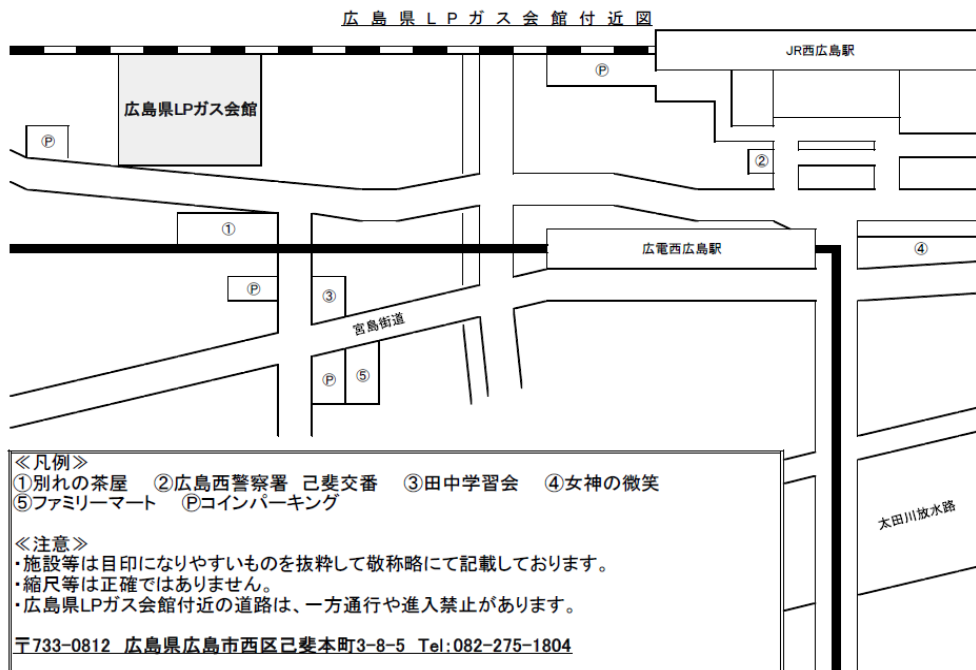 広島県LPガス会館付近図
JR西広島駅
Ⓟ
広島県LPガス会館
Ⓟ
②
①
広電西広島駅
④
Ⓟ
③
宮島街道
Ⓟ
⑤
≪凡例≫
①別れの茶屋 ②広島西警察署 己斐交番 ③田中学習会 ④女神の微笑
⑤ファミリーマート Ⓟコインパーキング
太田川放水路
≪注意≫
・施設等は目印になりやすいものを抜粋して敬称略にて記載しております。
・縮尺等は正確ではありません。
・広島県LPガス会館付近の道路は、一方通行や進入禁止があります。
〒733-0812 広島県広島市西区己斐本町3-8-5 Tel:082-275-1804